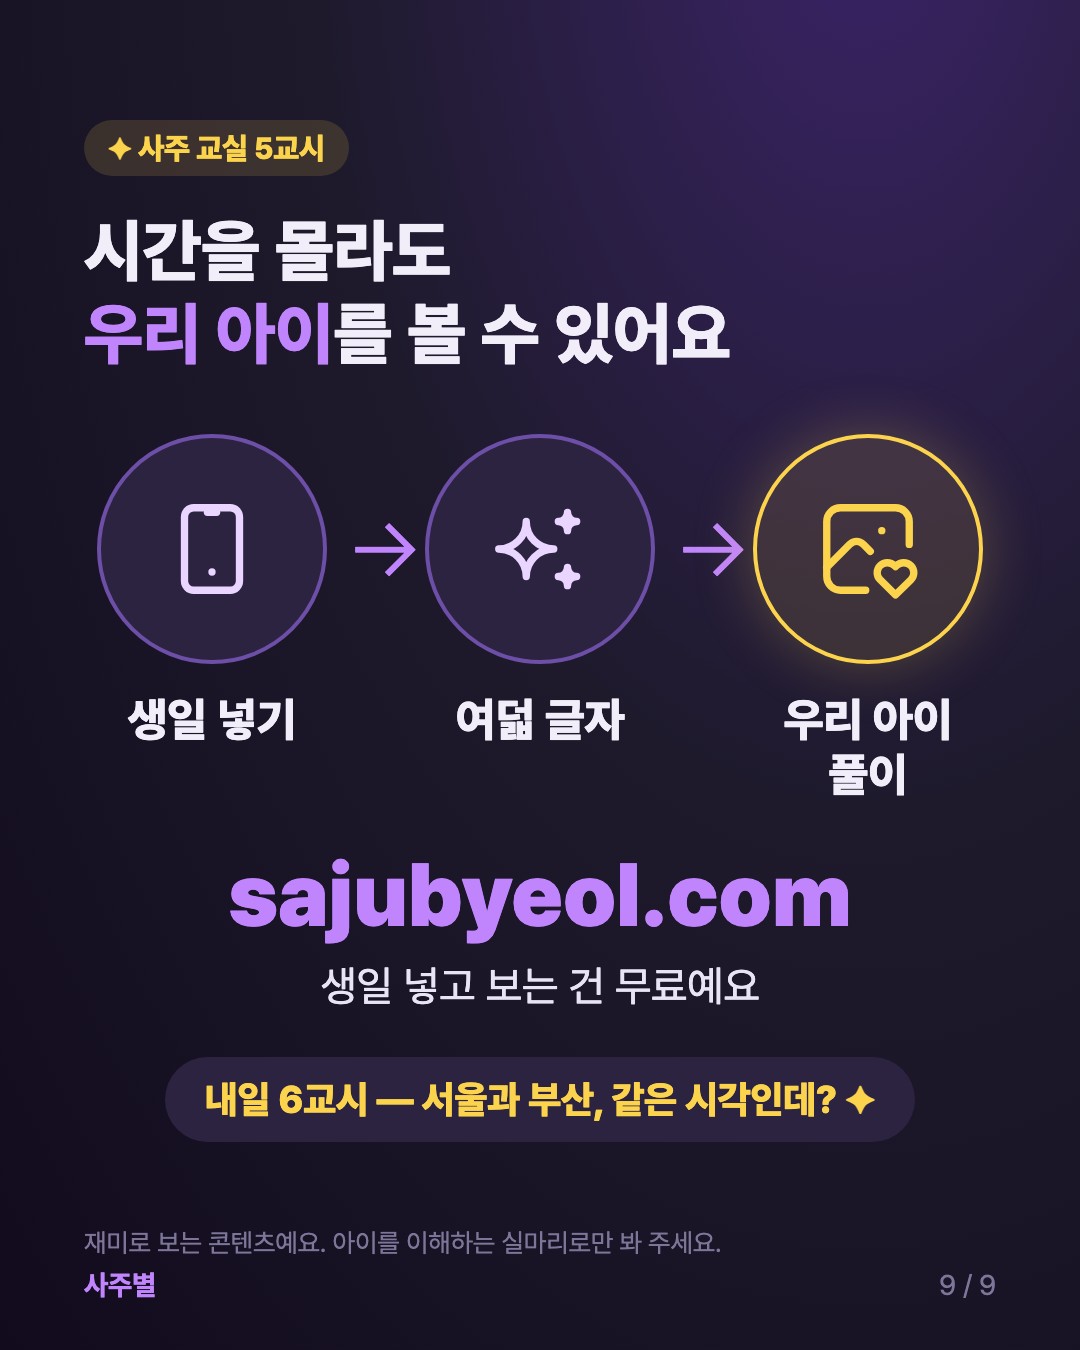 ✦ 사주 교실 5교시
시간을 몰라도
우리 아이를 볼 수 있어요
생일 넣기
여덟 글자
우리 아이
풀이
sajubyeol.com
생일 넣고 보는 건 무료예요
내일 6교시 — 서울과 부산, 같은 시각인데? ✦
재미로 보는 콘텐츠예요. 아이를 이해하는 실마리로만 봐 주세요.
사주별
9 / 9